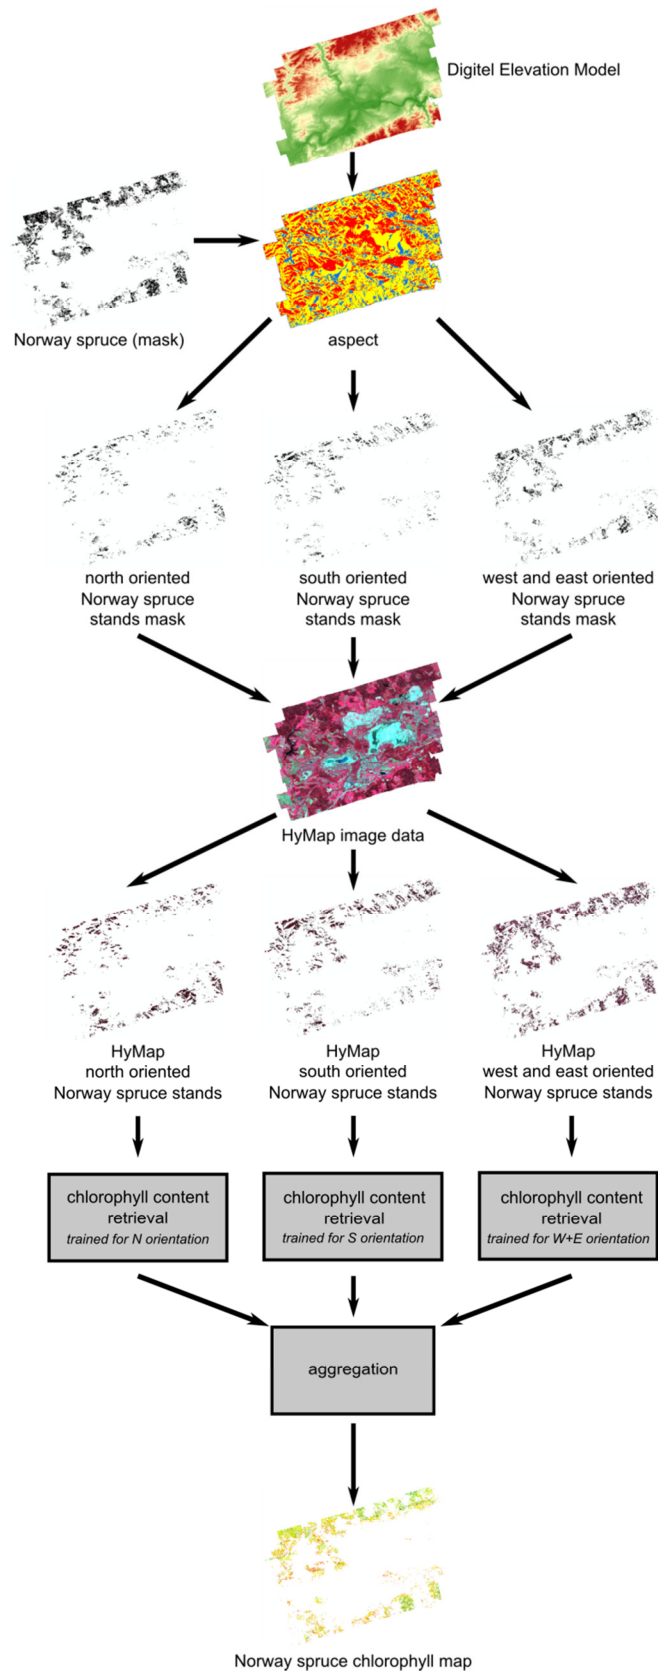 Digitel Elevation Model
Norway spruce (mask)
aspect
north oriented
Norway spruce
stands mask
south oriented
Norway spruce
stands mask
west and east oriented
Norway spruce
stands mask
HyMap image data
HyMap
north oriented
Norway spruce stands
HyMap
south oriented
Norway spruce stands
HyMap
west and east oriented
Norway spruce stands
chlorophyll content
retrieval
trained for N orientation
chlorophyll content
retrieval
trained for S orientation
chlorophyll content
retrieval
trained for W+E orientation
aggregation
Norway spruce chlorophyll map